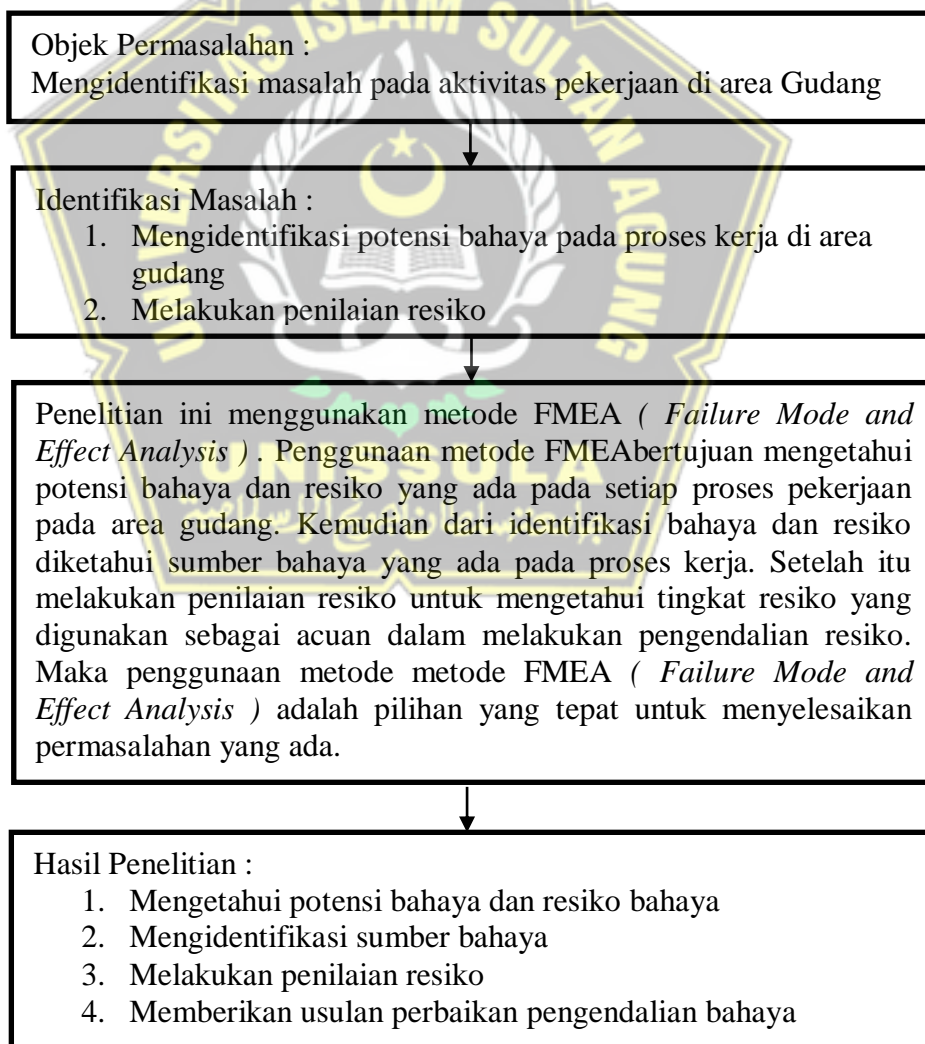 UNIVERSITAS ISLAM SULTAN AGUNG
Objek Permasalahan :
Mengidentifikasi masalah pada aktivitas pekerjaan di area Gudang
Identifikasi Masalah :
1. Mengidentifikasi potensi bahaya pada proses kerja di area
gudang
2. Melakukan penilaian resiko
Penelitian ini menggunakan metode FMEA ( Failure Mode and
Effect Analysis ) . Penggunaan metode FMEAbertujuan mengetahui
potensi bahaya dan resiko yang ada pada setiap proses pekerjaan
pada area gudang. Kemudian dari identifikasi bahaya dan resiko
diketahui sumber bahaya yang ada pada proses kerja. Setelah itu
melakukan penilaian resiko untuk mengetahui tingkat resiko yang
digunakan sebagai acuan dalam melakukan pengendalian resiko.
Maka penggunaan metode metode FMEA ( Failure Mode and
Effect Analysis ) adalah pilihan yang tepat untuk menyelesaikan
permasalahan yang ada.
UNISSULA
Hasil Penelitian :
1. Mengetahui potensi bahaya dan resiko bahaya
2. Mengidentifikasi sumber bahaya
3. Melakukan penilaian resiko
4. Memberikan usulan perbaikan pengendalian bahaya